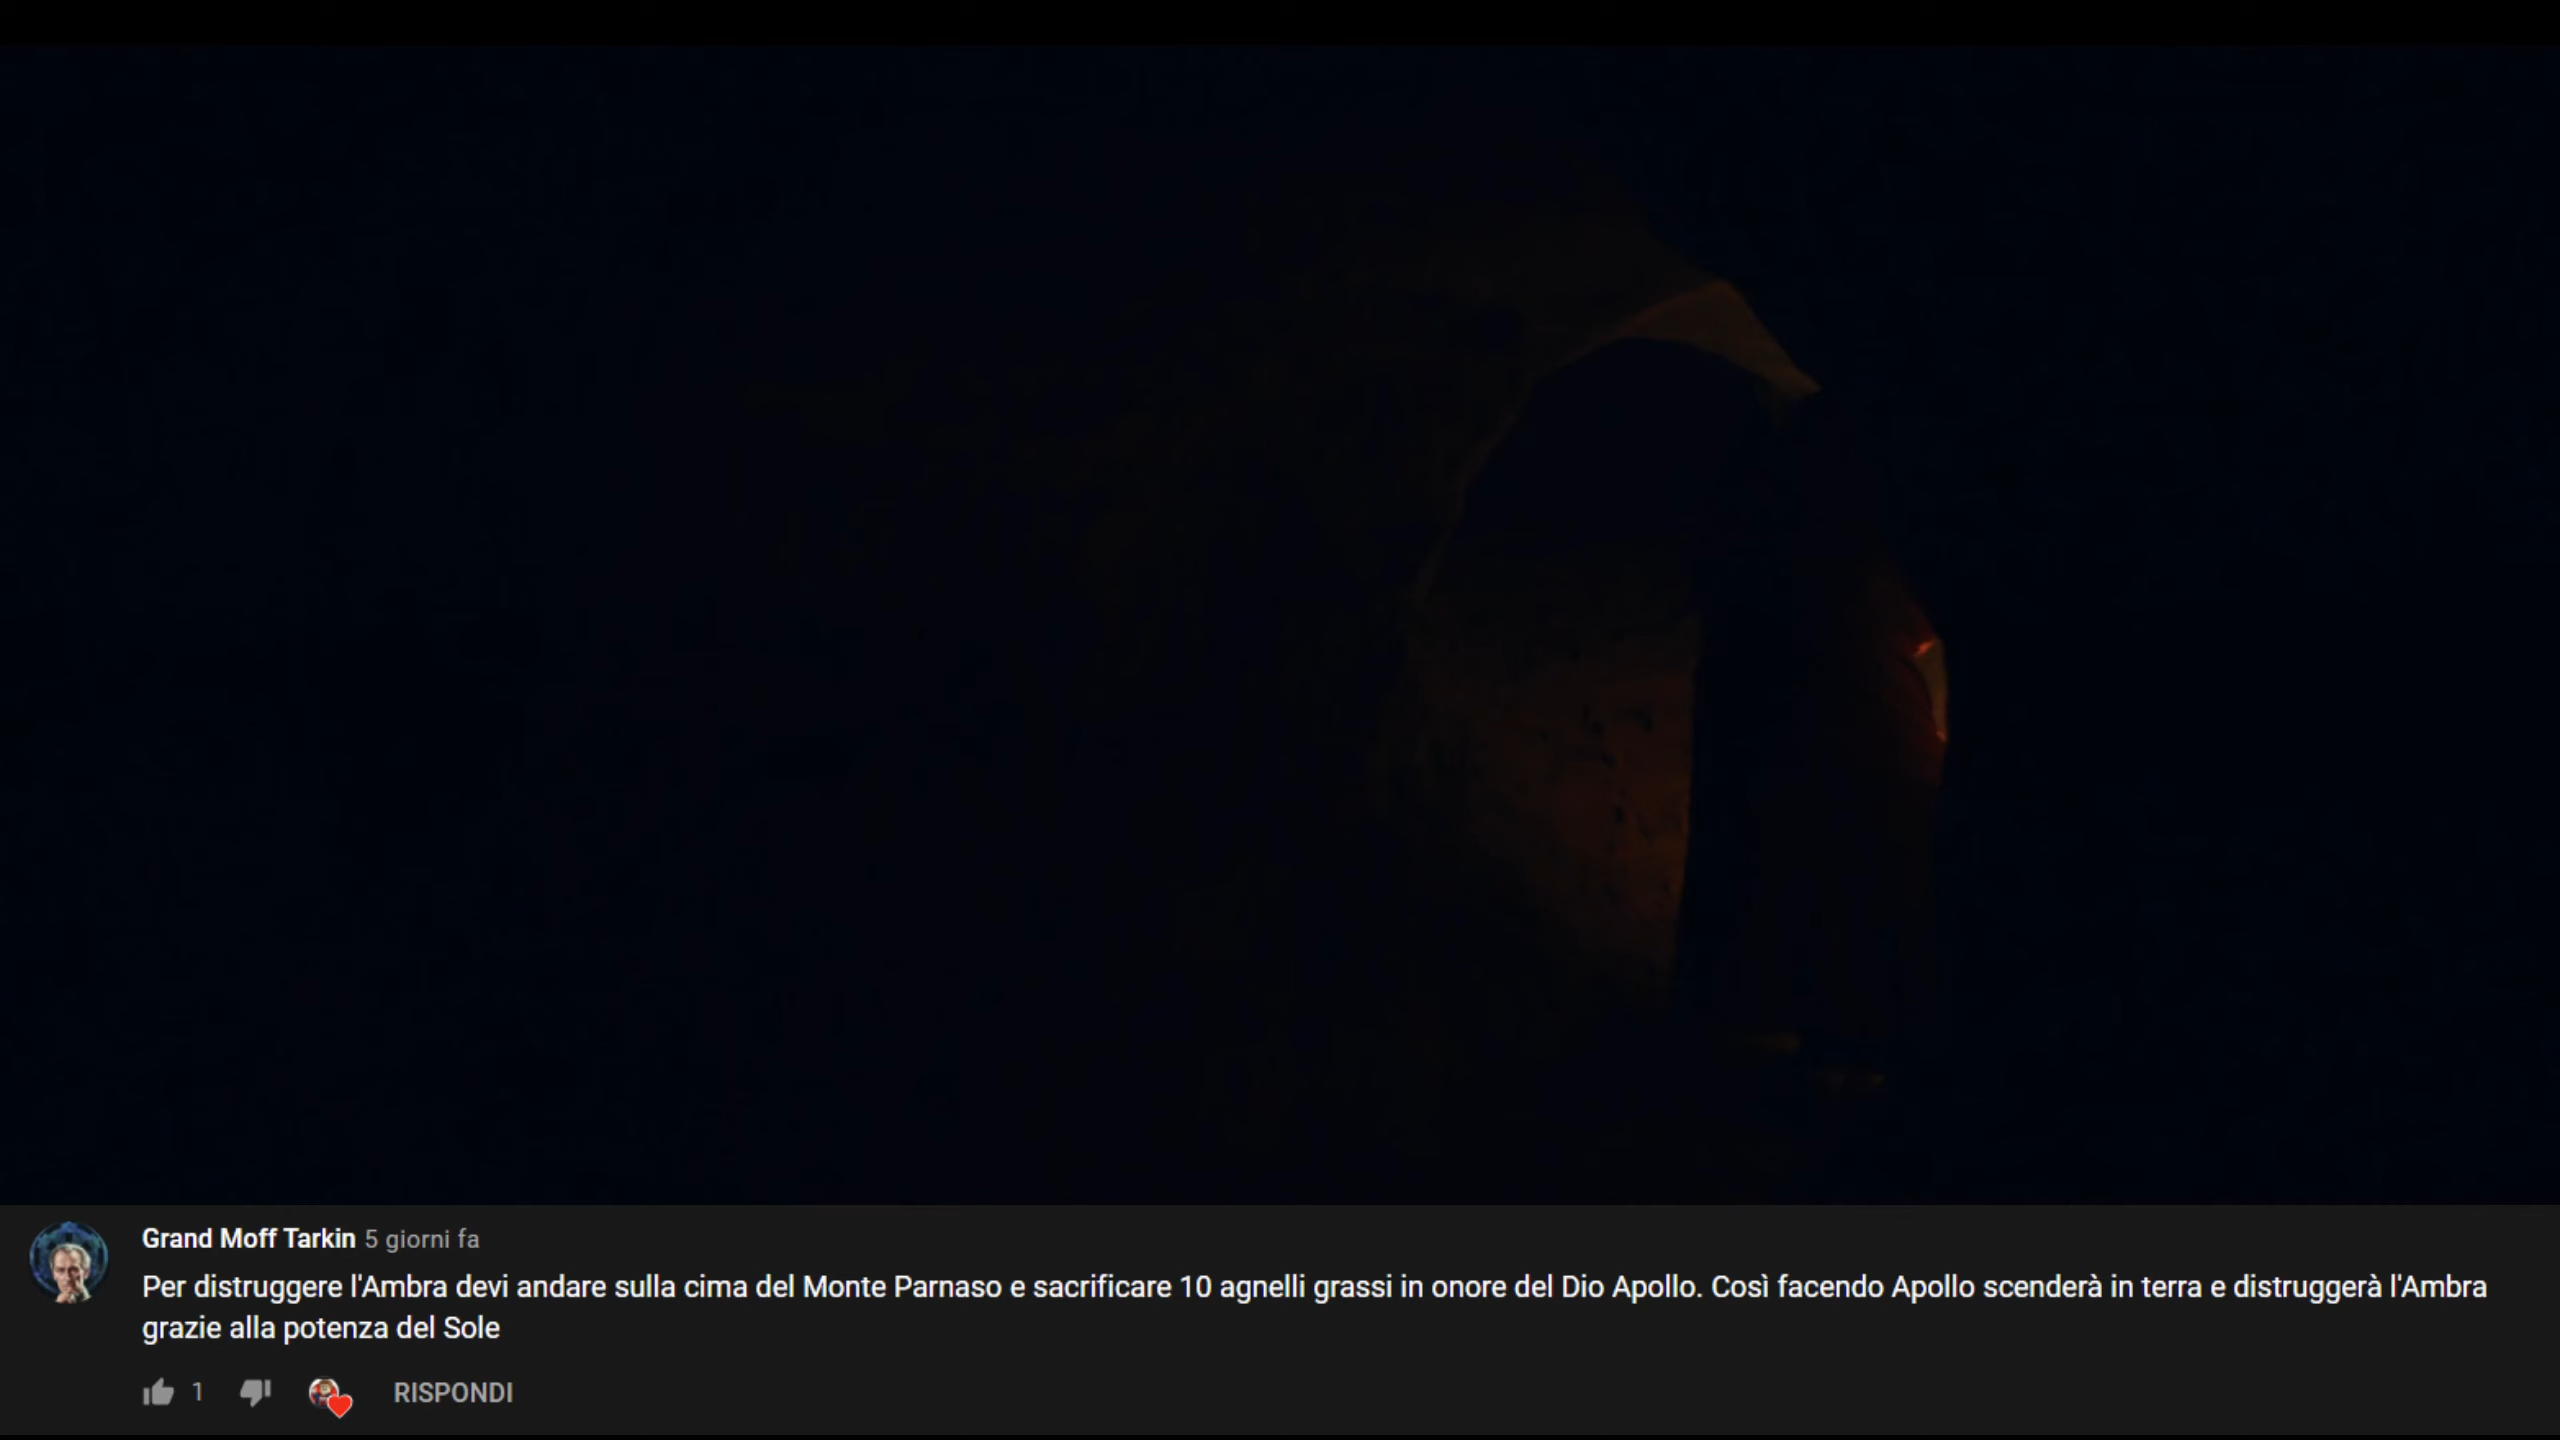 Grand Moff Tarkin 5 giorni fa
Per distruggere l'Ambra devi andare sulla cima del Monte Parnaso e sacrificare 10 agnelli grassi in onore del Dio Apollo. Così facendo Apollo scenderà in terra e distruggerà l'Ambra
grazie alla potenza del Sole
1 RISPONDI